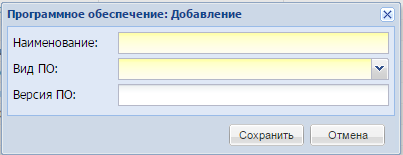 Программное обеспечение: Добавление
Наименование:
Вид ПО:
Версия ПО:
Сохранить Отмена